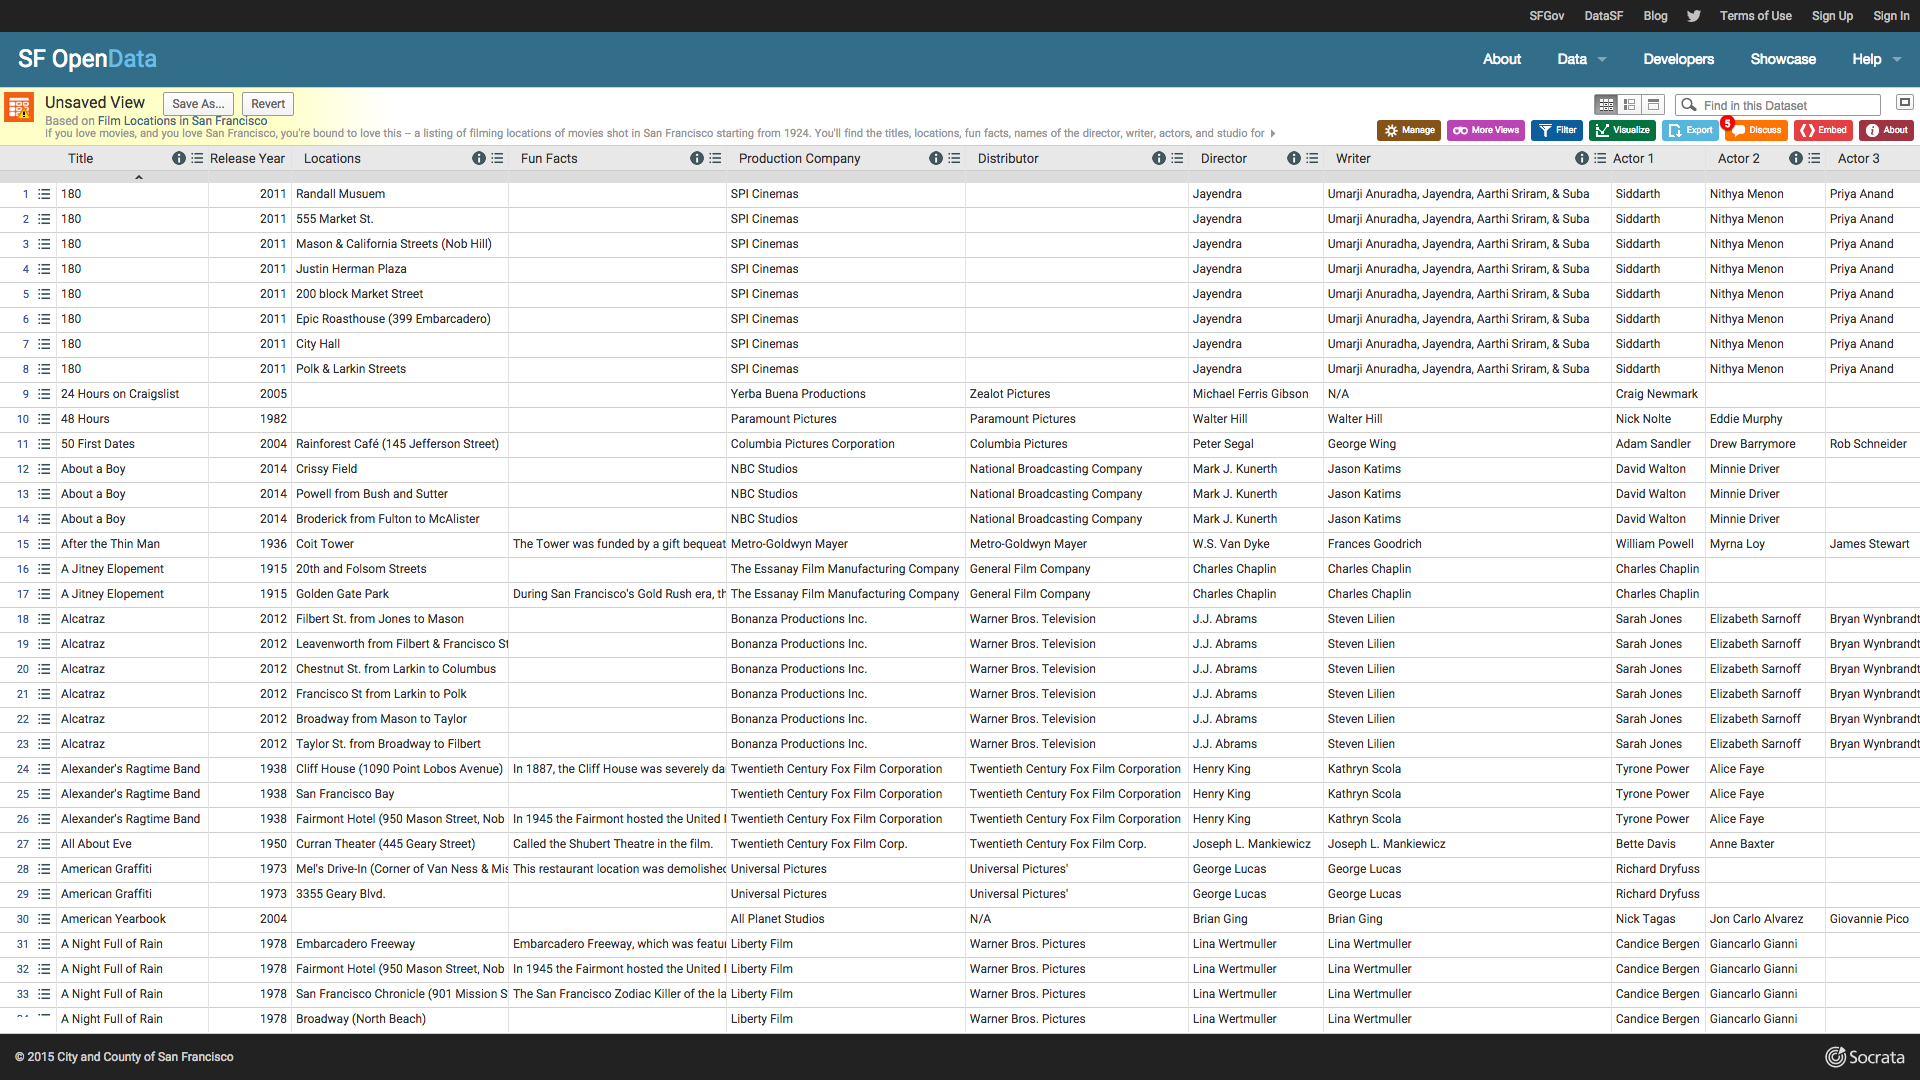 SFGov DataSF Blog Terms of Use Sign Up Sign In
SF OpenData About Data Developers Showcase Help
Unsaved View Save As... Revert Find in this Dataset
Based on Film Locations in San Francisco
If you love movies, and you love San Francisco, you're bound to love this -- a listing of filming locations of movies shot in San Francisco starting from 1924. You'll find the titles, locations, fun facts, names of the director, writer, actors, and studio for
Manage More Views Filter Visualize Export 5 Discuss Embed About
Title Release Year Locations Fun Facts Production Company Distributor Director Writer Actor 1 Actor 2 Actor 3
1 180 2011 Randall Musuem SPI Cinemas Jayendra Umarji Anuradha, Jayendra, Aarthi Sriram, & Suba Siddarth Nithya Menon Priya Anand
2 180 2011 555 Market St. SPI Cinemas Jayendra Umarji Anuradha, Jayendra, Aarthi Sriram, & Suba Siddarth Nithya Menon Priya Anand
3 180 2011 Mason & California Streets (Nob Hill) SPI Cinemas Jayendra Umarji Anuradha, Jayendra, Aarthi Sriram, & Suba Siddarth Nithya Menon Priya Anand
4 180 2011 Justin Herman Plaza SPI Cinemas Jayendra Umarji Anuradha, Jayendra, Aarthi Sriram, & Suba Siddarth Nithya Menon Priya Anand
5 180 2011 200 block Market Street SPI Cinemas Jayendra Umarji Anuradha, Jayendra, Aarthi Sriram, & Suba Siddarth Nithya Menon Priya Anand
6 180 2011 Epic Roasthouse (399 Embarcadero) SPI Cinemas Jayendra Umarji Anuradha, Jayendra, Aarthi Sriram, & Suba Siddarth Nithya Menon Priya Anand
7 180 2011 City Hall SPI Cinemas Jayendra Umarji Anuradha, Jayendra, Aarthi Sriram, & Suba Siddarth Nithya Menon Priya Anand
8 180 2011 Polk & Larkin Streets SPI Cinemas Jayendra Umarji Anuradha, Jayendra, Aarthi Sriram, & Suba Siddarth Nithya Menon Priya Anand
9 24 Hours on Craigslist 2005 Yerba Buena Productions Zealot Pictures Michael Ferris Gibson N/A Craig Newmark
10 48 Hours 1982 Paramount Pictures Paramount Pictures Walter Hill Walter Hill Nick Nolte Eddie Murphy
11 50 First Dates 2004 Rainforest Café (145 Jefferson Street) Columbia Pictures Corporation Columbia Pictures Peter Segal George Wing Adam Sandler Drew Barrymore Rob Schneider
12 About a Boy 2014 Crissy Field NBC Studios National Broadcasting Company Mark J. Kunerth Jason Katims David Walton Minnie Driver
13 About a Boy 2014 Powell from Bush and Sutter NBC Studios National Broadcasting Company Mark J. Kunerth Jason Katims David Walton Minnie Driver
14 About a Boy 2014 Broderick from Fulton to McAlister NBC Studios National Broadcasting Company Mark J. Kunerth Jason Katims David Walton Minnie Driver
15 After the Thin Man 1936 Coit Tower The Tower was funded by a gift bequeat Metro-Goldwyn Mayer Metro-Goldwyn Mayer W.S. Van Dyke Frances Goodrich William Powell Myrna Loy James Stewart
16 A Jitney Elopement 1915 20th and Folsom Streets The Essanay Film Manufacturing Company General Film Company Charles Chaplin Charles Chaplin Charles Chaplin
17 A Jitney Elopement 1915 Golden Gate Park During San Francisco's Gold Rush era, th The Essanay Film Manufacturing Company General Film Company Charles Chaplin Charles Chaplin Charles Chaplin
18 Alcatraz 2012 Filbert St. from Jones to Mason Bonanza Productions Inc. Warner Bros. Television J.J. Abrams Steven Lilien Sarah Jones Elizabeth Sarnoff Bryan Wynbrandt
19 Alcatraz 2012 Leavenworth from Filbert & Francisco St Bonanza Productions Inc. Warner Bros. Television J.J. Abrams Steven Lilien Sarah Jones Elizabeth Sarnoff Bryan Wynbrandt
20 Alcatraz 2012 Chestnut St. from Larkin to Columbus Bonanza Productions Inc. Warner Bros. Television J.J. Abrams Steven Lilien Sarah Jones Elizabeth Sarnoff Bryan Wynbrandt
21 Alcatraz 2012 Francisco St from Larkin to Polk Bonanza Productions Inc. Warner Bros. Television J.J. Abrams Steven Lilien Sarah Jones Elizabeth Sarnoff Bryan Wynbrandt
22 Alcatraz 2012 Broadway from Mason to Taylor Bonanza Productions Inc. Warner Bros. Television J.J. Abrams Steven Lilien Sarah Jones Elizabeth Sarnoff Bryan Wynbrandt
23 Alcatraz 2012 Taylor St. from Broadway to Filbert Bonanza Productions Inc. Warner Bros. Television J.J. Abrams Steven Lilien Sarah Jones Elizabeth Sarnoff Bryan Wynbrandt
24 Alexander's Ragtime Band 1938 Cliff House (1090 Point Lobos Avenue) In 1887, the Cliff House was severely da Twentieth Century Fox Film Corporation Twentieth Century Fox Film Corporation Henry King Kathryn Scola Tyrone Power Alice Faye
25 Alexander's Ragtime Band 1938 San Francisco Bay Twentieth Century Fox Film Corporation Twentieth Century Fox Film Corporation Henry King Kathryn Scola Tyrone Power Alice Faye
26 Alexander's Ragtime Band 1938 Fairmont Hotel (950 Mason Street, Nob In 1945 the Fairmont hosted the United Twentieth Century Fox Film Corporation Twentieth Century Fox Film Corporation Henry King Kathryn Scola Tyrone Power Alice Faye
27 All About Eve 1950 Curran Theater (445 Geary Street) Called the Shubert Theatre in the film. Twentieth Century Fox Film Corp. Twentieth Century Fox Film Corp. Joseph L. Mankiewicz Joseph L. Mankiewicz Bette Davis Anne Baxter
28 American Graffiti 1973 Mel's Drive-In (Corner of Van Ness & Mis This restaurant location was demolished Universal Pictures Universal Pictures' George Lucas George Lucas Richard Dryfuss
29 American Graffiti 1973 3355 Geary Blvd. Universal Pictures Universal Pictures' George Lucas George Lucas Richard Dryfuss
30 American Yearbook 2004 All Planet Studios N/A Brian Ging Brian Ging Nick Tagas Jon Carlo Alvarez Giovannie Pico
31 A Night Full of Rain 1978 Embarcadero Freeway Embarcadero Freeway, which was featu Liberty Film Warner Bros. Pictures Lina Wertmuller Lina Wertmuller Candice Bergen Giancarlo Gianni
32 A Night Full of Rain 1978 Fairmont Hotel (950 Mason Street, Nob In 1945 the Fairmont hosted the United Liberty Film Warner Bros. Pictures Lina Wertmuller Lina Wertmuller Candice Bergen Giancarlo Gianni
33 A Night Full of Rain 1978 San Francisco Chronicle (901 Mission S The San Francisco Zodiac Killer of the la Liberty Film Warner Bros. Pictures Lina Wertmuller Lina Wertmuller Candice Bergen Giancarlo Gianni
A Night Full of Rain 1978 Broadway (North Beach) Liberty Film Warner Bros. Pictures Lina Wertmuller Lina Wertmuller Candice Bergen Giancarlo Gianni
© 2015 City and County of San Francisco Socrata